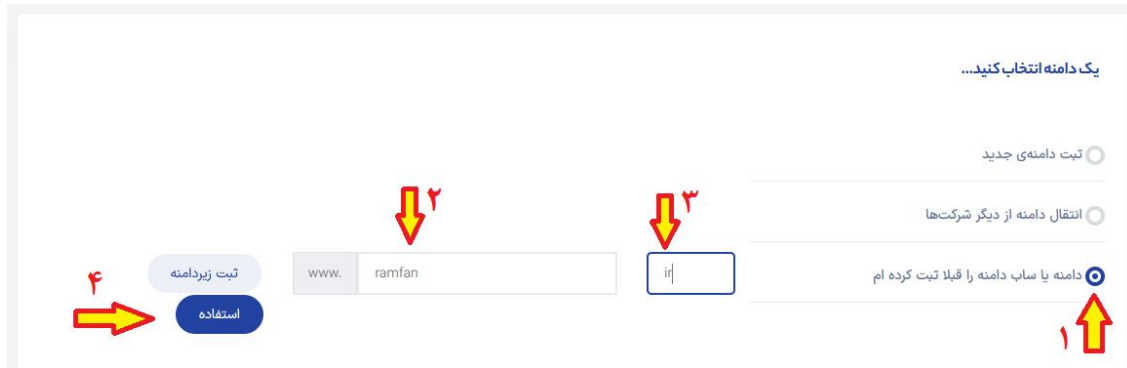 یک دامنه انتخاب کنید...
ثبت دامنه‌ی جدید
انتقال دامنه از دیگر شرکت‌ها
دامنه یا ساب دامنه را قبلا ثبت کرده ام
۱
۲
www. ramfan
۳
ir
ثبت زیردامنه
۴
استفاده